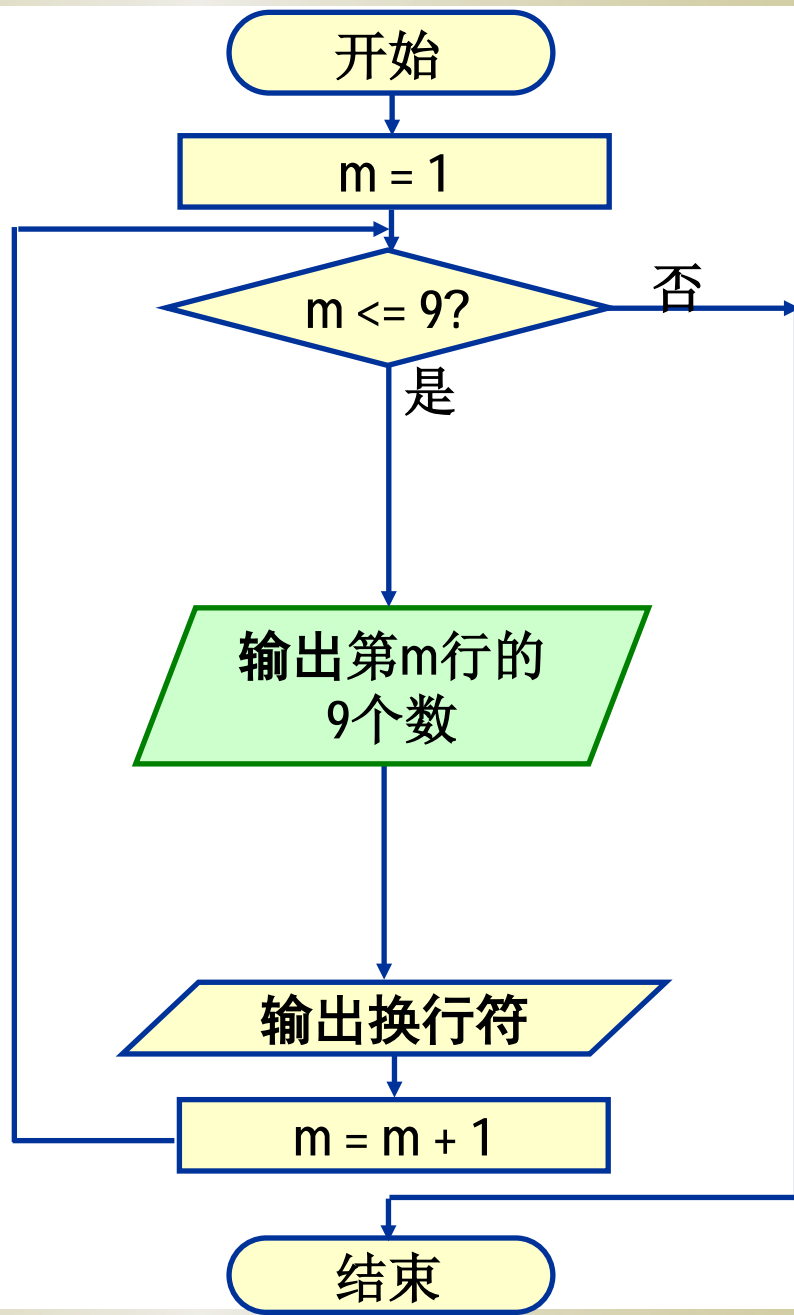 开始
m = 1
m <= 9?
否
是
输出第m行的
9个数
输出换行符
m = m + 1
结束